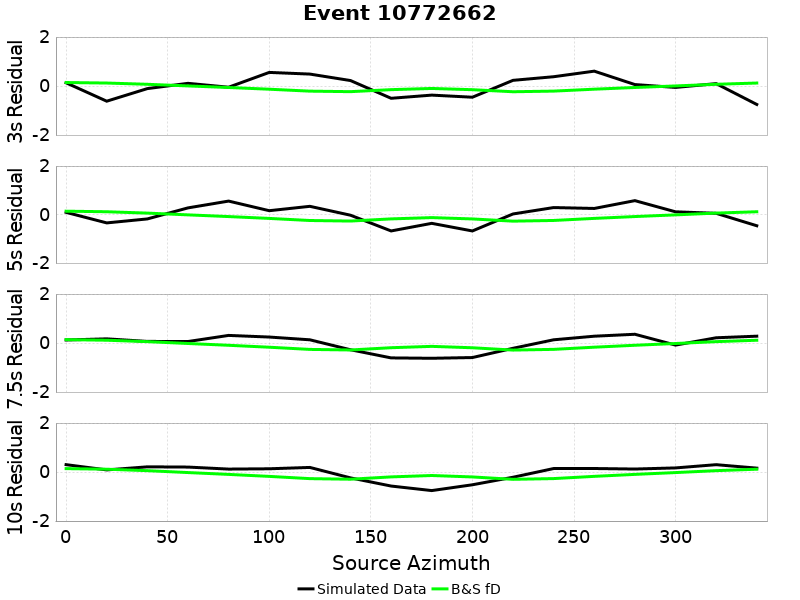 Event 10772662
3s Residual
2
0
-2
5s Residual
2
0
-2
7.5s Residual
2
0
-2
10s Residual
2
0
-2
0 50 100 150 200 250 300
Source Azimuth
Simulated Data B&S fD